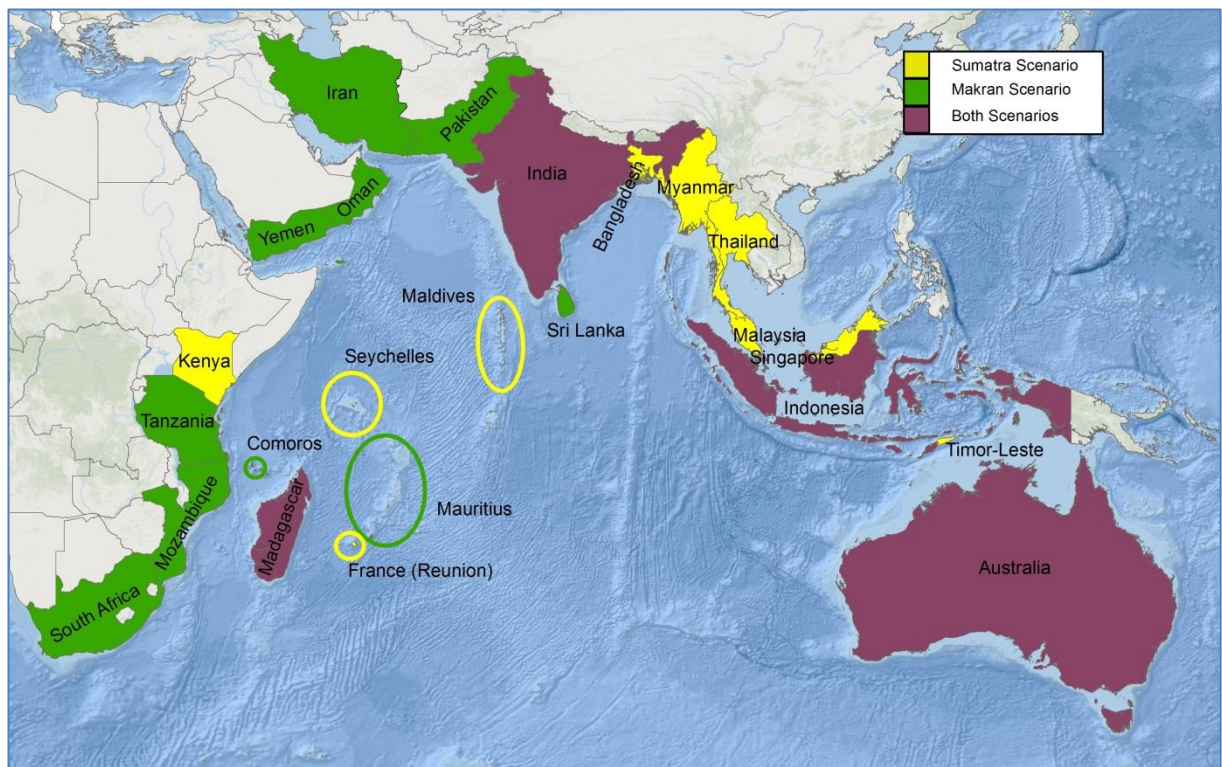 Sumatra Scenario
Makran Scenario
Both Scenarios
Iran
Pakistan
Oman
Yemen
India
Bangladesh
Myanmar
Thailand
Maldives
Sri Lanka
Malaysia
Singapore
Seychelles
Kenya
Indonesia
Tanzania
Comoros
Timor-Leste
Mozambique
Madagascar
Mauritius
Australia
France (Reunion)
South Africa